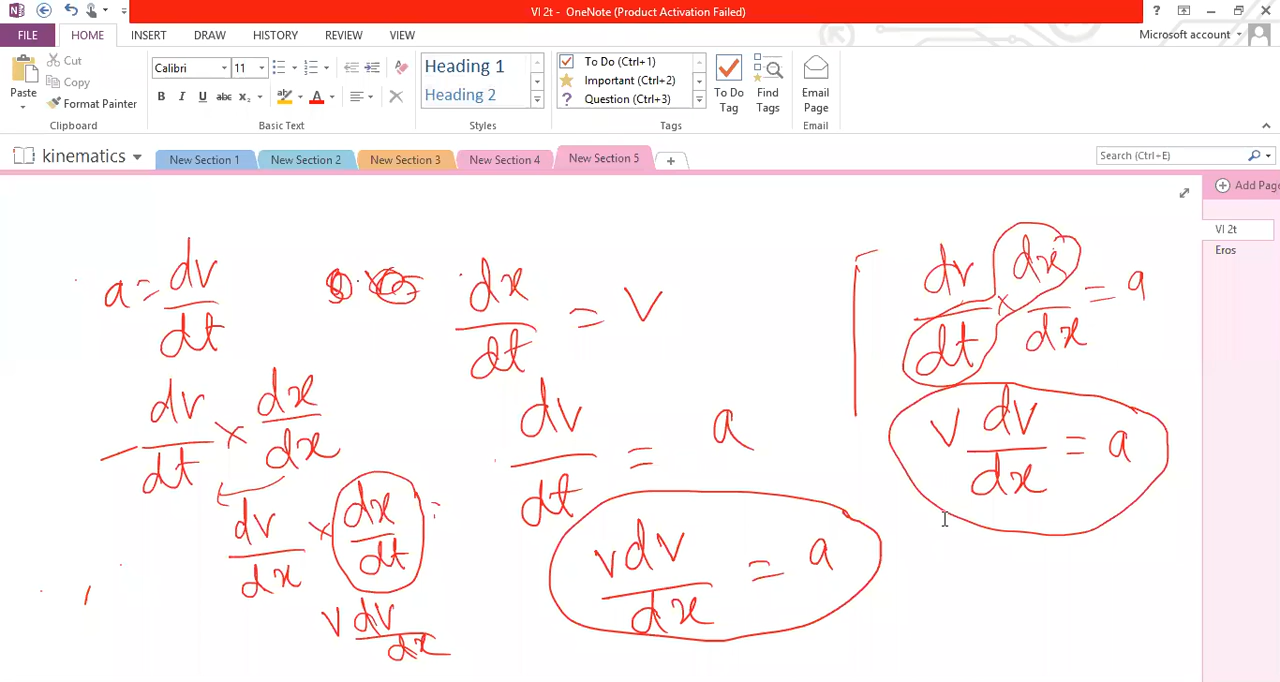 VI 2t - OneNote (Product Activation Failed)
FILE HOME INSERT DRAW HISTORY REVIEW VIEW
Microsoft account
Paste
Cut
Copy
Format Painter
Clipboard
Calibri 11
B I U abc X₂ A
Basic Text
Heading 1
Heading 2
Styles
To Do (Ctrl+1)
Important (Ctrl+2)
Question (Ctrl+3)
Tags
To Do Tag
Find Tags
Email Page
Email
kinematics
New Section 1 New Section 2 New Section 3 New Section 4 New Section 5
Search (Ctrl+E)
Add Page
VI 2t
Eros
a = dv/dt
dv/dt × dx/dx
dv/dx × dx/dt =
v dv/dx
dx/dt = v
dv/dt = a
vdv/dx = a
dv/dt × dx/dx = a
v dv/dx = a